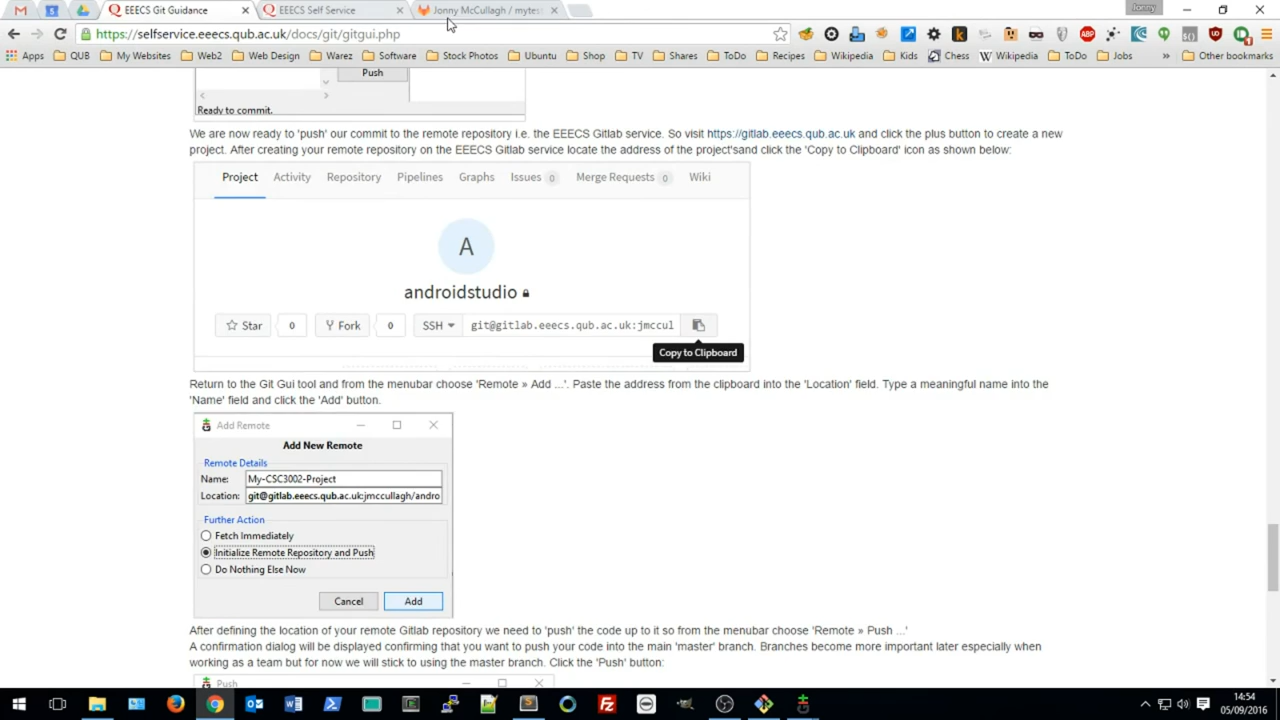 EEECS Git Guidance
EEECS Self Service
Jonny McCullagh / mytes
Jonny
https://selfservice.eeecs.qub.ac.uk/docs/git/gitgui.php
Apps
QUB
My Websites
Web2
Web Design
Warez
Software
Stock Photos
Ubuntu
Shop
TV
Shares
ToDo
Recipes
Wikipedia
Kids
Chess
Wikipedia
ToDo
Jobs
»
Other bookmarks
Push
Ready to commit.
We are now ready to 'push' our commit to the remote repository i.e. the EEECS Gitlab service. So visit https://gitlab.eeecs.qub.ac.uk and click the plus button to create a new
project. After creating your remote repository on the EEECS Gitlab service locate the address of the project'sand click the 'Copy to Clipboard' icon as shown below:
Project Activity Repository Pipelines Graphs Issues 0 Merge Requests 0 Wiki
A
androidstudio
Star 0 Fork 0 SSH git@gitlab.eeecs.qub.ac.uk:jmccul
Copy to Clipboard
Return to the Git Gui tool and from the menubar choose 'Remote » Add ...'. Paste the address from the clipboard into the 'Location' field. Type a meaningful name into the
'Name' field and click the 'Add' button.
Add Remote
Add New Remote
Remote Details
Name: My-CSC3002-Project
Location: git@gitlab.eeecs.qub.ac.uk:jmccullagh/andro
Further Action
Fetch Immediately
Initialize Remote Repository and Push
Do Nothing Else Now
Cancel Add
After defining the location of your remote Gitlab repository we need to 'push' the code up to it so from the menubar choose 'Remote » Push ...'
A confirmation dialog will be displayed confirming that you want to push your code into the main 'master' branch. Branches become more important later especially when
working as a team but for now we will stick to using the master branch. Click the 'Push' button:
Push
14:54
05/09/2016